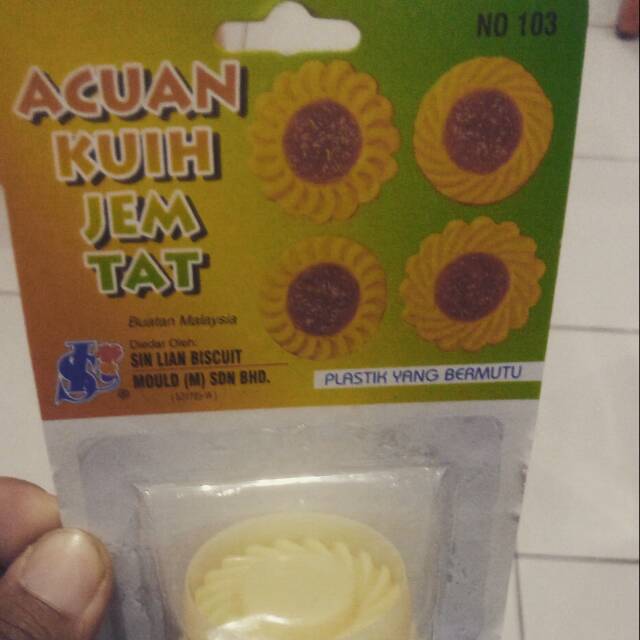 NO 103
ACUAN
KUIH
JEM
TAT
Buatan Malaysia
Diedar Oleh:
SIN LIAN BISCUIT
MOULD (M) SDN BHD.
PLASTIK YANG BERMUTU